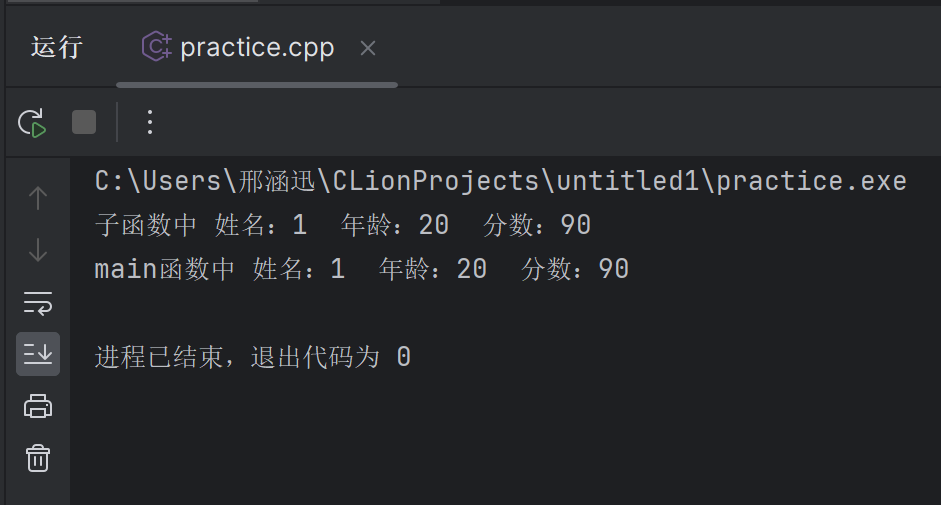 运行
practice.cpp
C:\Users\邢涵迅\CLionProjects\untitled1\practice.exe
子函数中 姓名：1  年龄：20  分数：90
main函数中 姓名：1  年龄：20  分数：90
进程已结束，退出代码为 0